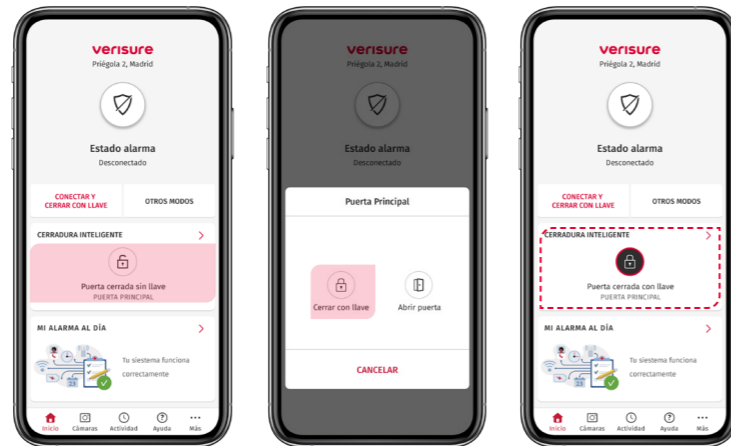 verisure
Priégola 2, Madrid
Estado alarma
Desconectado
CONECTAR Y
CERRAR CON LLAVE
OTROS MODOS
CERRADURA INTELIGENTE
Puerta cerrada sin llave
PUERTA PRINCIPAL
MI ALARMA AL DÍA
23
Tu siestema funciona
correctamente
Inicio
Cámaras
Actividad
Ayuda
Más
verisure
Priégola 2, Madrid
Estado alarma
Desconectado
Puerta Principal
Cerrar con llave
Abrir puerta
CANCELAR
verisure
Priégola 2, Madrid
Estado alarma
Desconectado
CONECTAR Y
CERRAR CON LLAVE
OTROS MODOS
CERRADURA INTELIGENTE
Puerta cerrada con llave
PUERTA PRINCIPAL
MI ALARMA AL DÍA
23
Tu siestema funciona
correctamente
Inicio
Cámaras
Actividad
Ayuda
Más